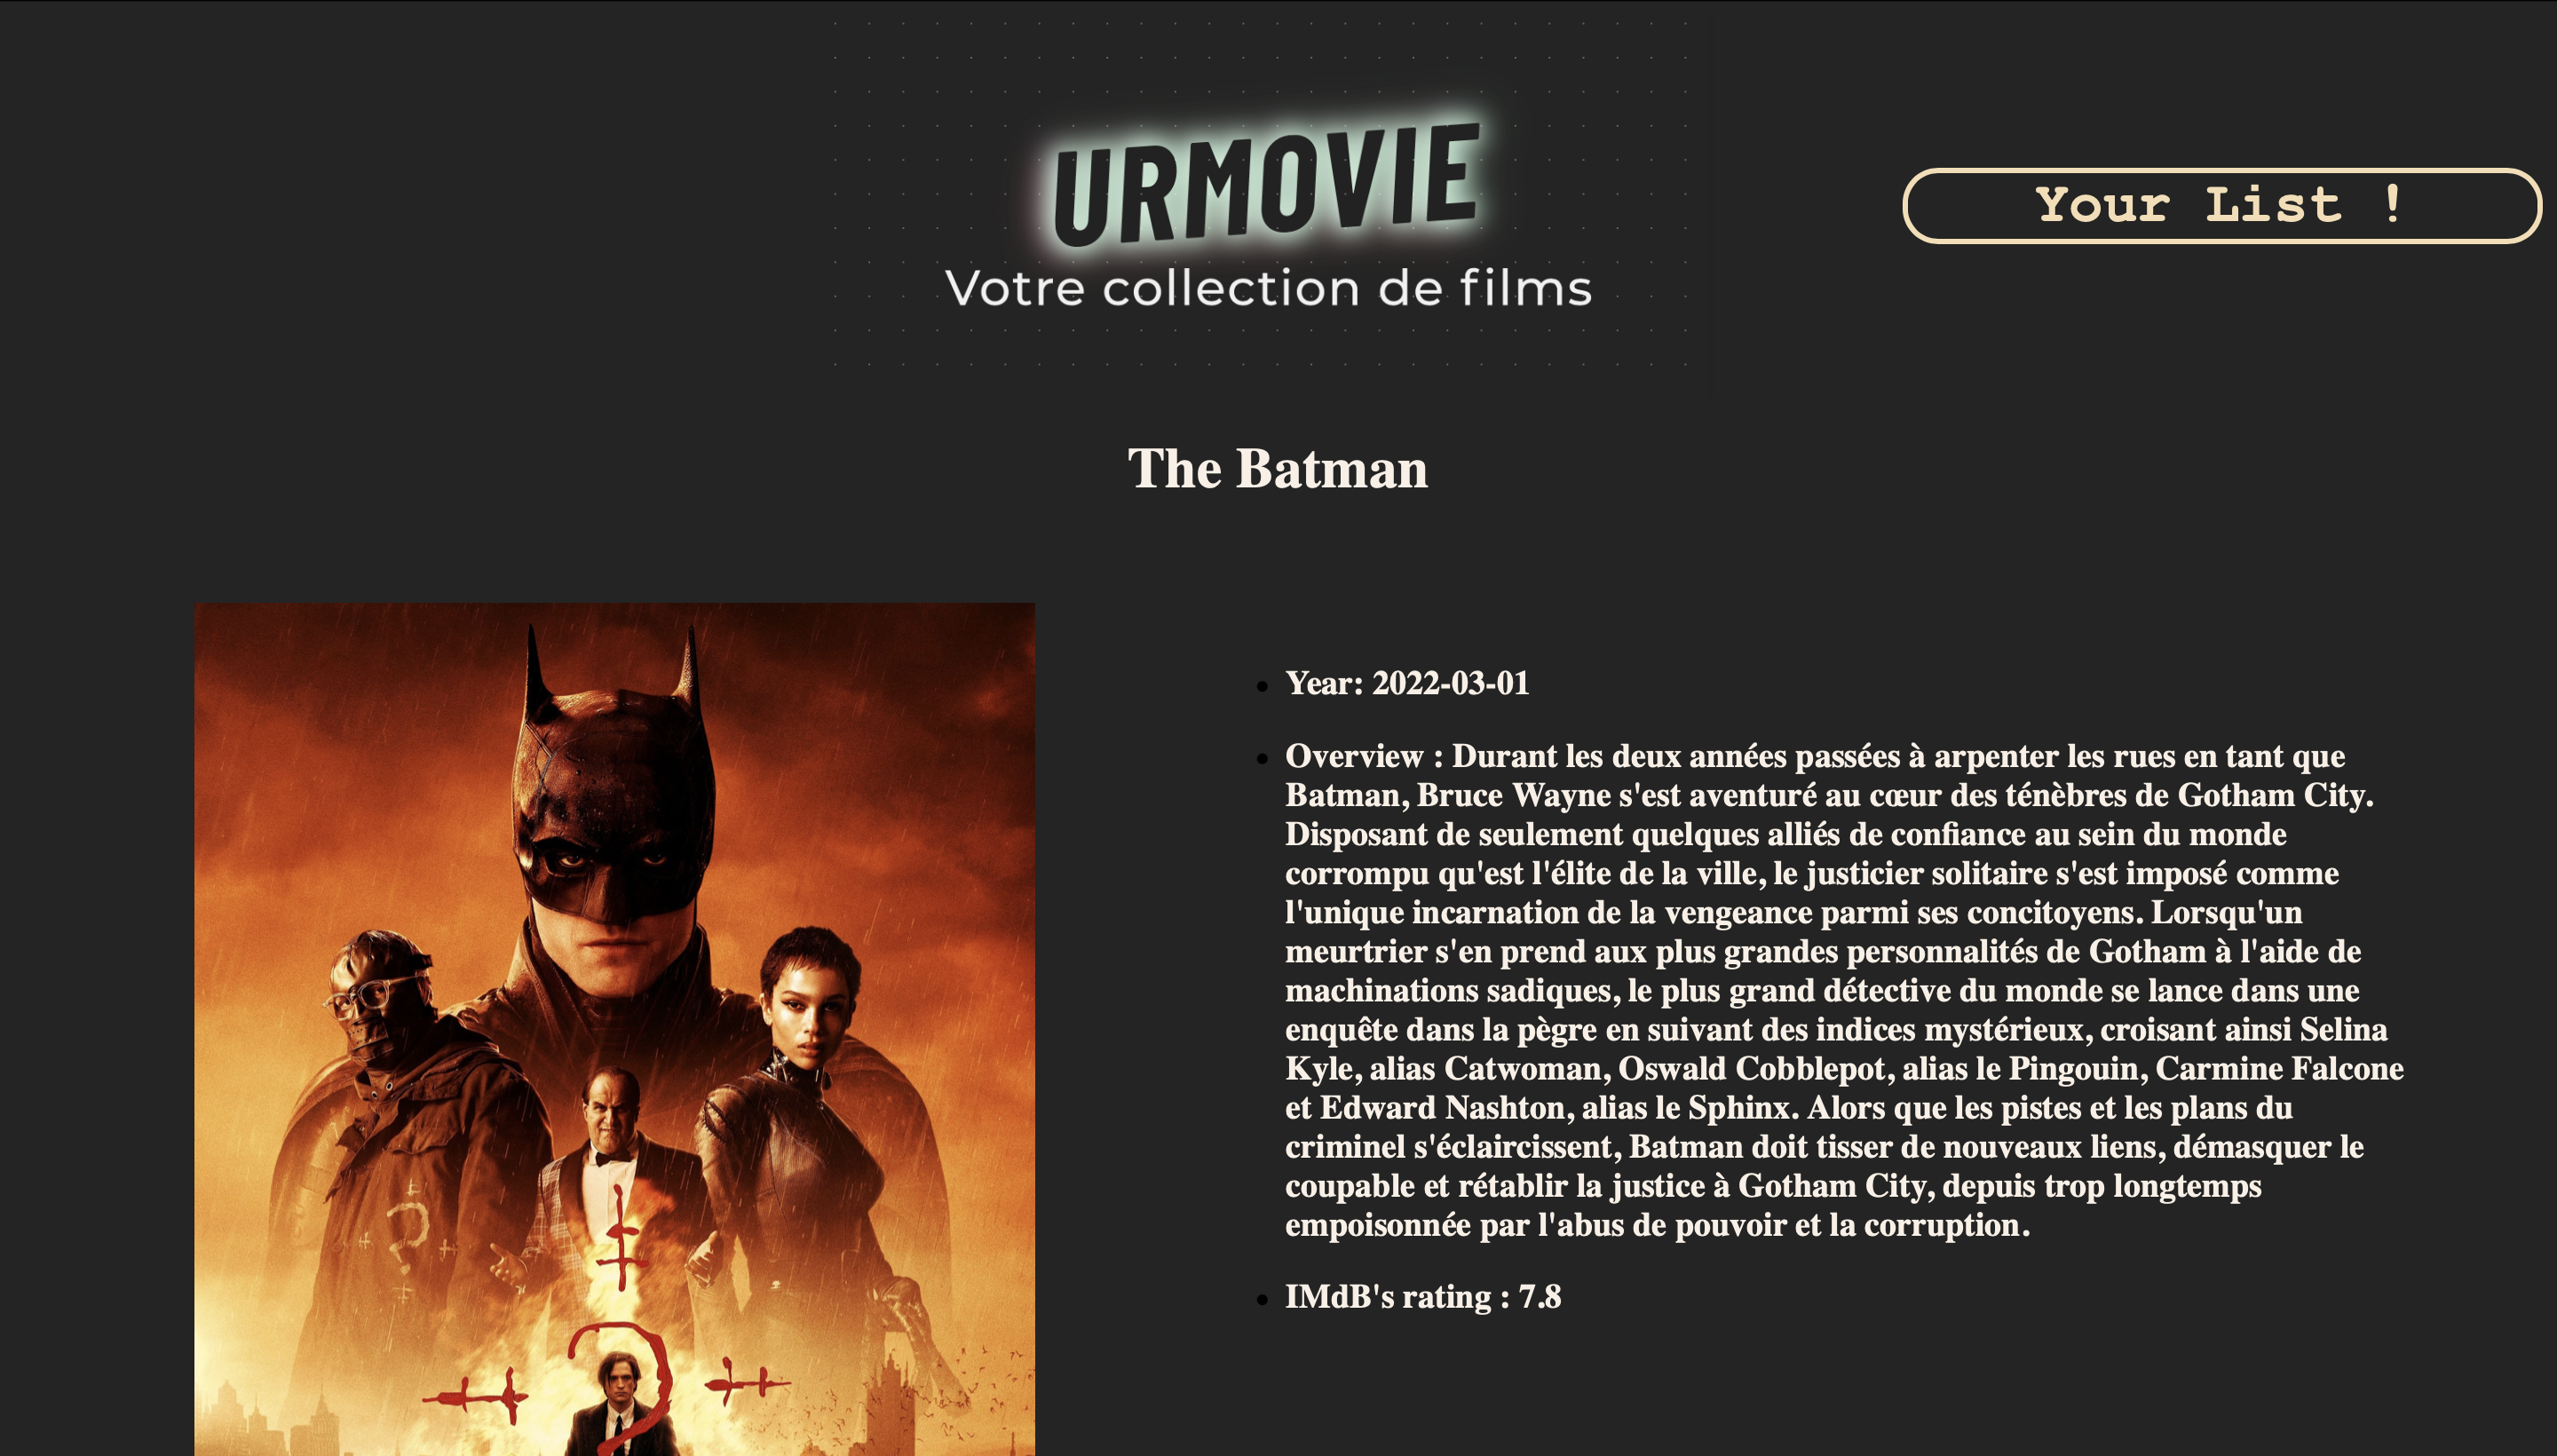 URMOVIE
Votre collection de films
Your List !
The Batman
Year: 2022-03-01
Overview : Durant les deux années passées à arpenter les rues en tant que
Batman, Bruce Wayne s'est aventuré au cœur des ténèbres de Gotham City.
Disposant de seulement quelques alliés de confiance au sein du monde
corrompu qu'est l'élite de la ville, le justicier solitaire s'est imposé comme
l'unique incarnation de la vengeance parmi ses concitoyens. Lorsqu'un
meurtrier s'en prend aux plus grandes personnalités de Gotham à l'aide de
machinations sadiques, le plus grand détective du monde se lance dans une
enquête dans la pègre en suivant des indices mystérieux, croisant ainsi Selina
Kyle, alias Catwoman, Oswald Cobblepot, alias le Pingouin, Carmine Falcone
et Edward Nashton, alias le Sphinx. Alors que les pistes et les plans du
criminel s'éclaircissent, Batman doit tisser de nouveaux liens, démasquer le
coupable et rétablir la justice à Gotham City, depuis trop longtemps
empoisonnée par l'abus de pouvoir et la corruption.
IMdB's rating : 7.8